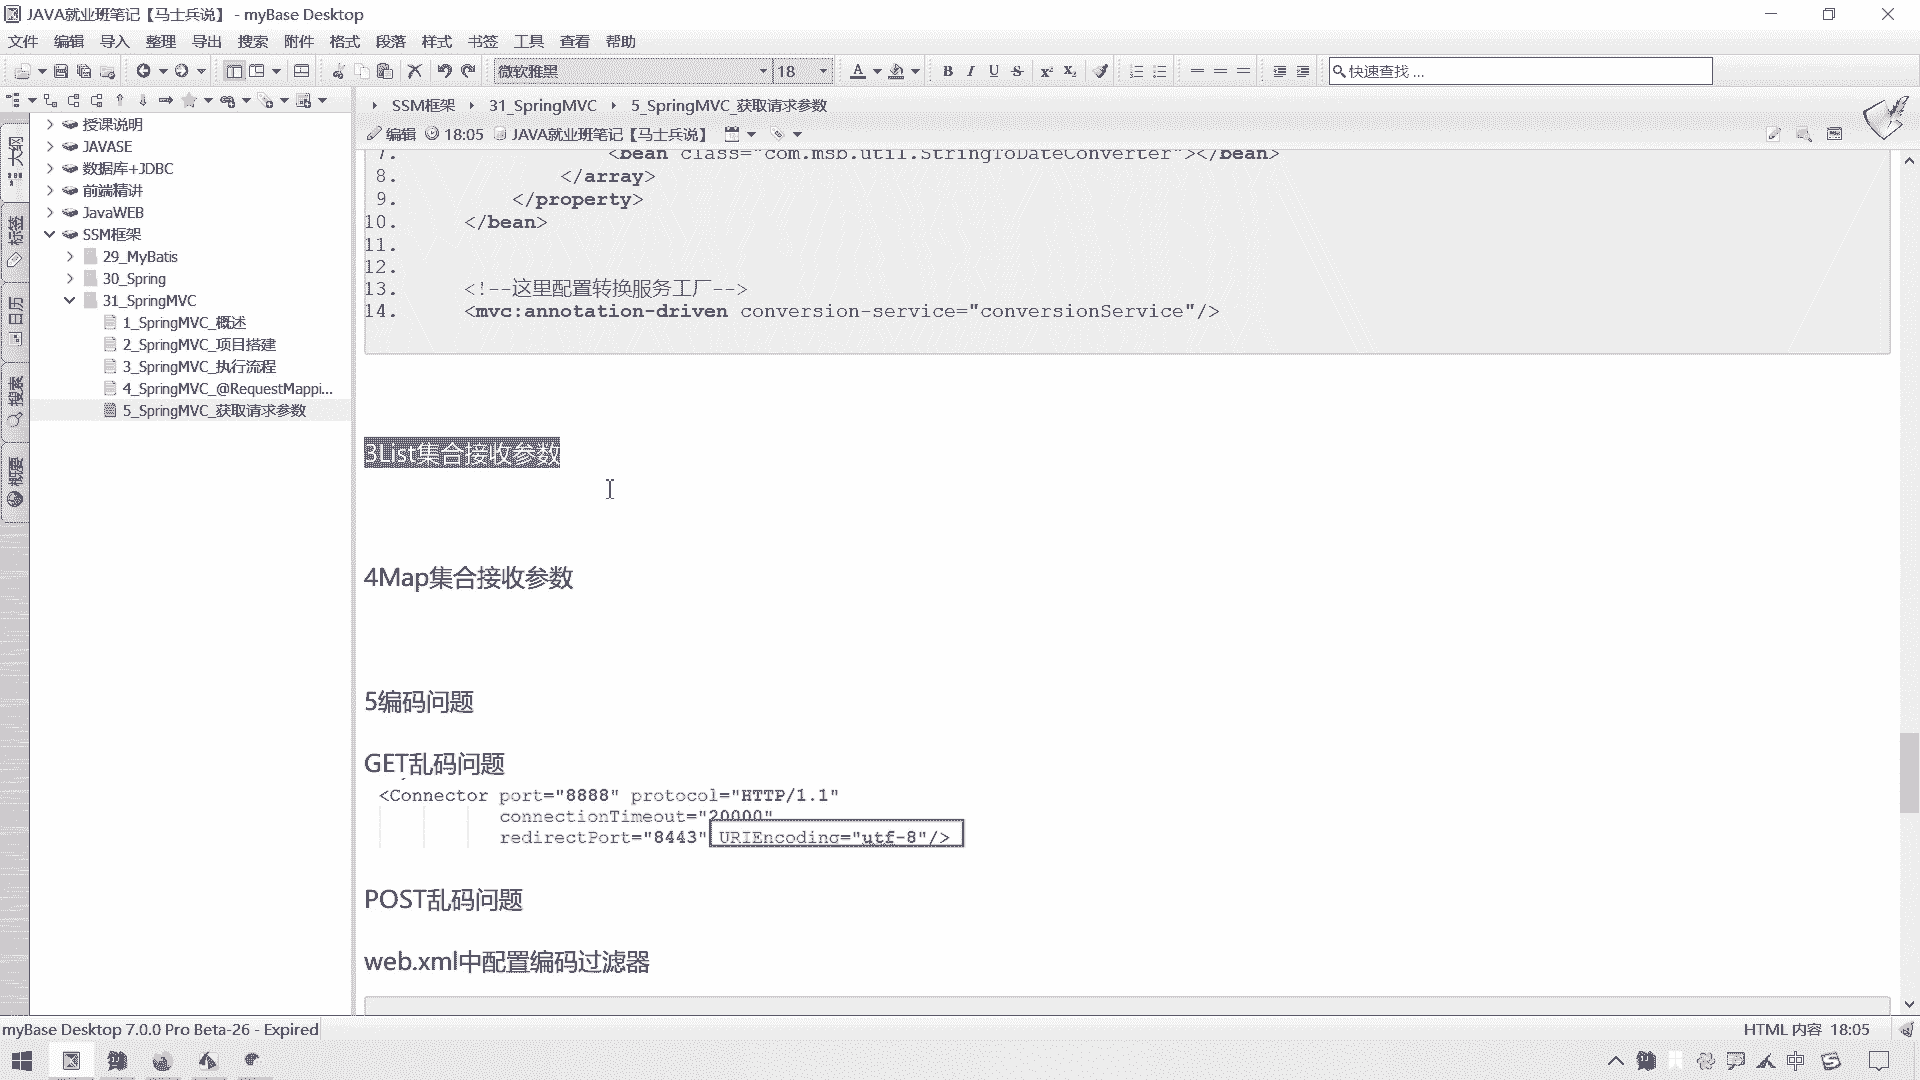 JAVA就业班笔记【马士兵说】 - myBase Desktop
文件 编辑 导入 整理 导出 搜索 附件 格式 段落 样式 书签 工具 查看 帮助
微软雅黑 18 快速查找 ...
SSM框架 31_SpringMVC 5_SpringMVC_获取请求参数
编辑 18:05 JAVA就业班笔记【马士兵说】
大纲
标签
日历
搜索
概要
授课说明
JAVASE
数据库+JDBC
前端精讲
JavaWEB
SSM框架
29_MyBatis
30_Spring
31_SpringMVC
1_SpringMVC_概述
2_SpringMVC_项目搭建
3_SpringMVC_执行流程
4_SpringMVC_@RequestMappi...
5_SpringMVC_获取请求参数
7. <bean class="com.msb.util.StringToDateConverter"></bean>
8. </array>
9. </property>
10. </bean>
11.
12.
13. <!--这里配置转换服务工厂-->
14. <mvc:annotation-driven conversion-service="conversionService"/>
3List集合接收参数
4Map集合接收参数
5编码问题
GET乱码问题
<Connector port="8888" protocol="HTTP/1.1"
connectionTimeout="20000"
redirectPort="8443" URIEncoding="utf-8"/>
POST乱码问题
web.xml中配置编码过滤器
myBase Desktop 7.0.0 Pro Beta-26 - Expired
HTML 内容 18:05
中